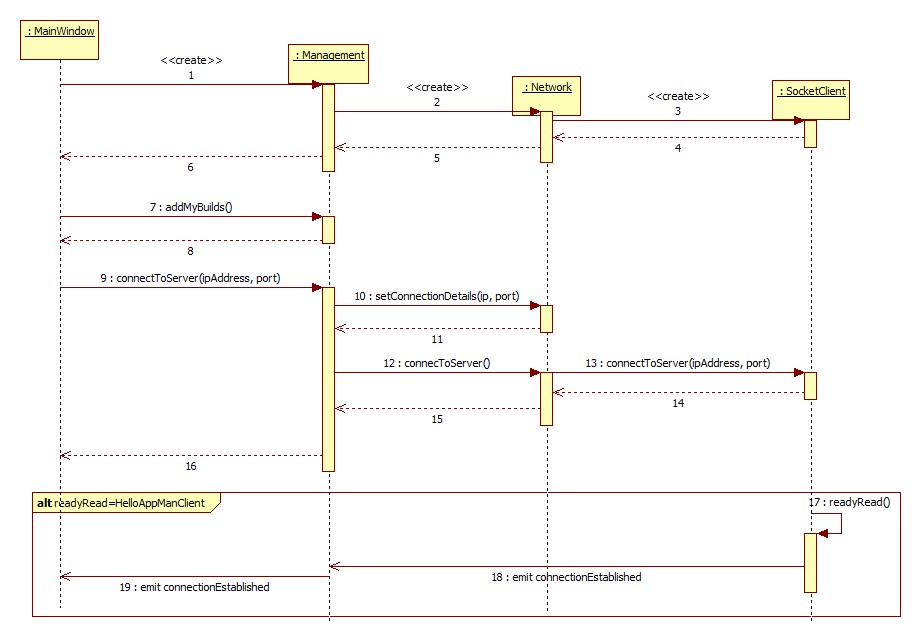 : MainWindow
: Management
<<create>>
1
: Network
<<create>>
2
: SocketClient
<<create>>
3
4
5
6
7 : addMyBuilds()
8
9 : connectToServer(ipAddress, port)
10 : setConnectionDetails(ip, port)
11
12 : connecToServer()
13 : connectToServer(ipAddress, port)
14
15
16
alt readyRead=HelloAppManClient
17 : readyRead()
18 : emit connectionEstablished
19 : emit connectionEstablished